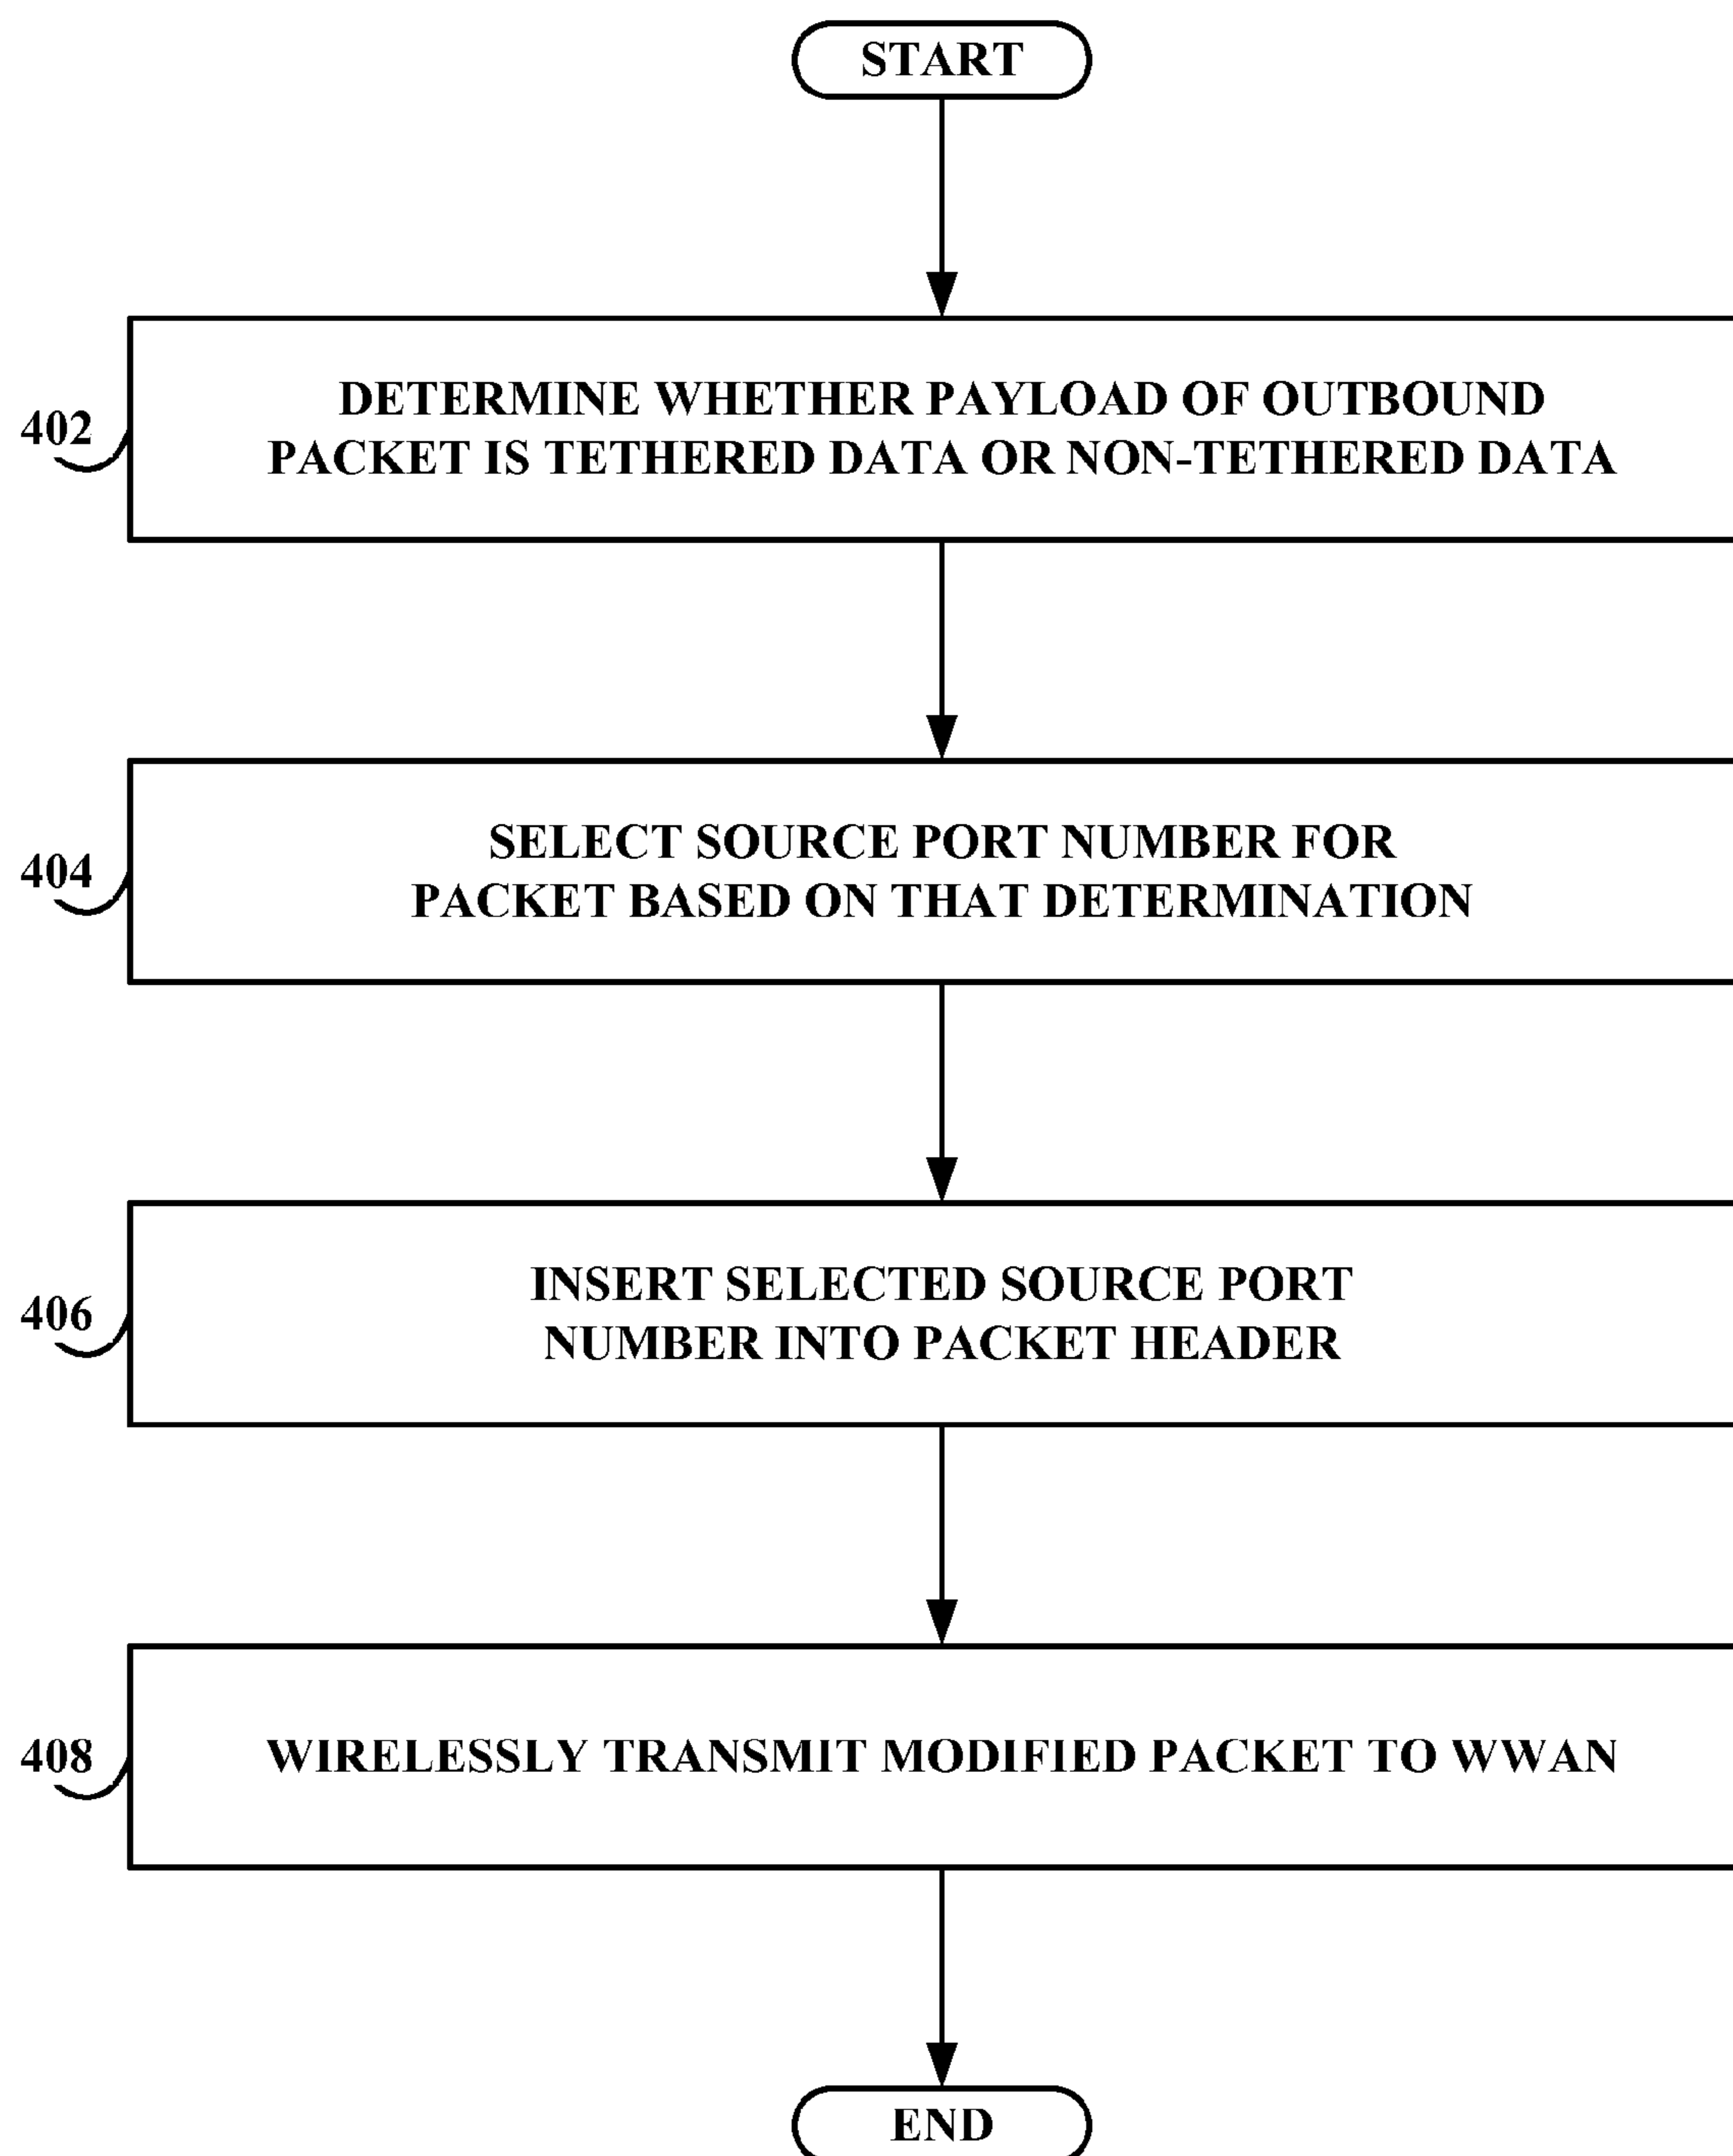 START
402
DETERMINE WHETHER PAYLOAD OF OUTBOUND
PACKET IS TETHERED DATA OR NON-TETHERED DATA
404
SELECT SOURCE PORT NUMBER FOR
PACKET BASED ON THAT DETERMINATION
406
INSERT SELECTED SOURCE PORT
NUMBER INTO PACKET HEADER
408
WIRELESSLY TRANSMIT MODIFIED PACKET TO WWAN
END